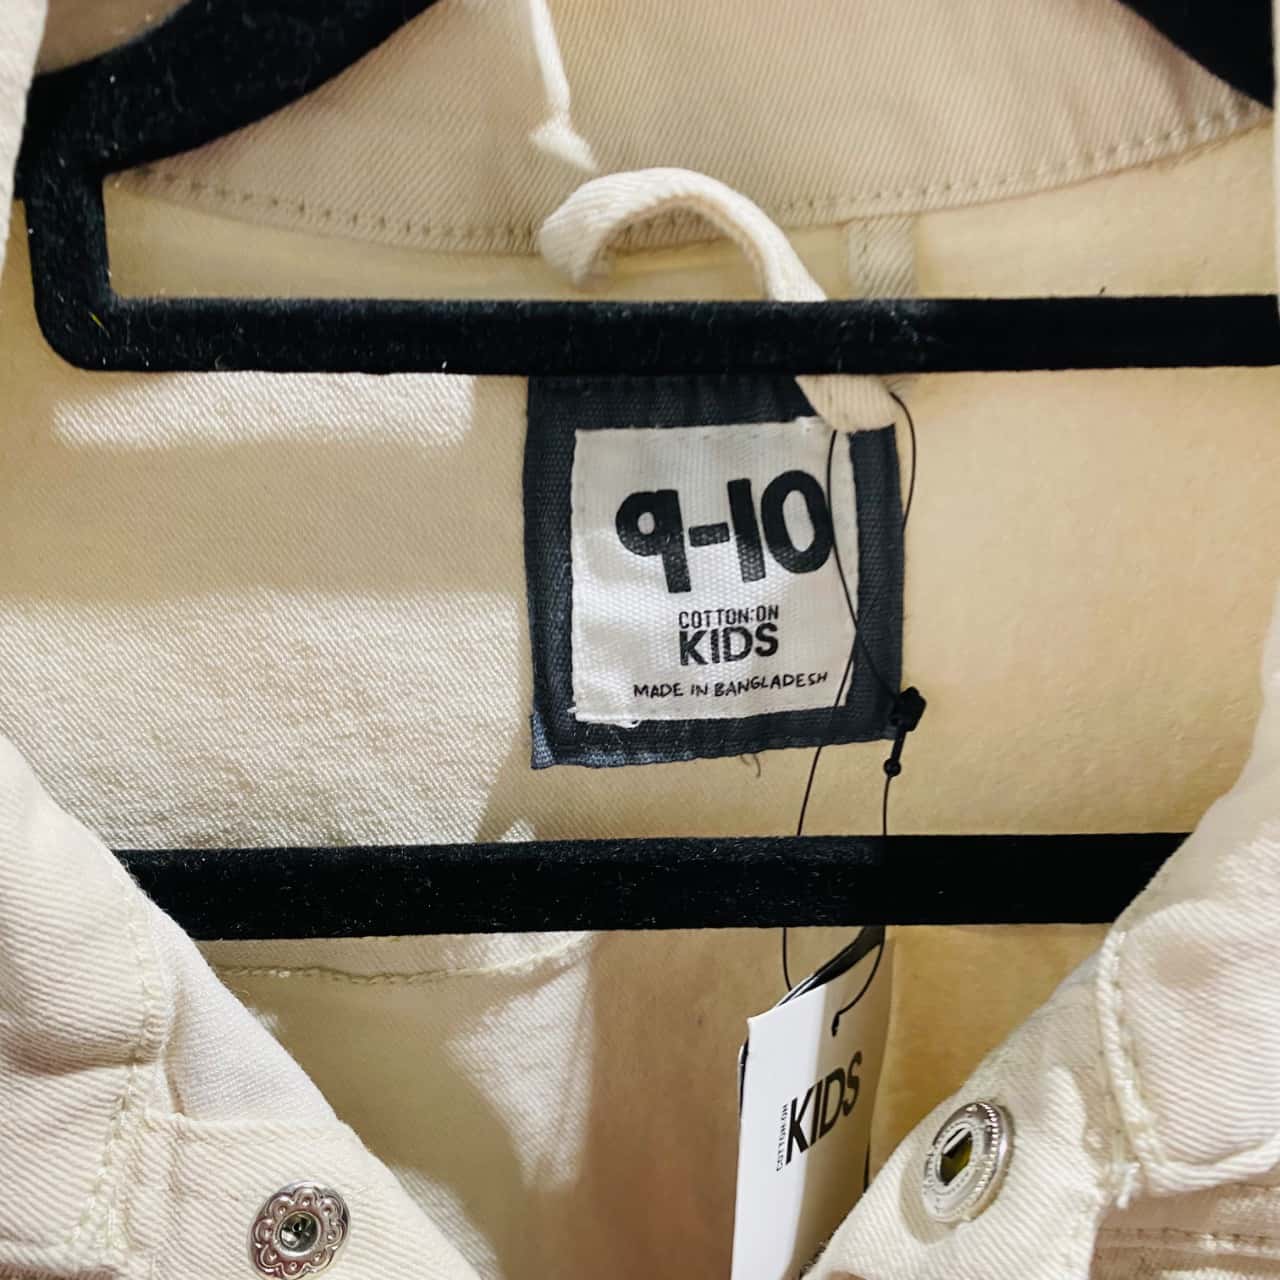 9-10
COTTON:ON
KIDS
MADE IN BANGLADESH
COTTON:ON
KIDS